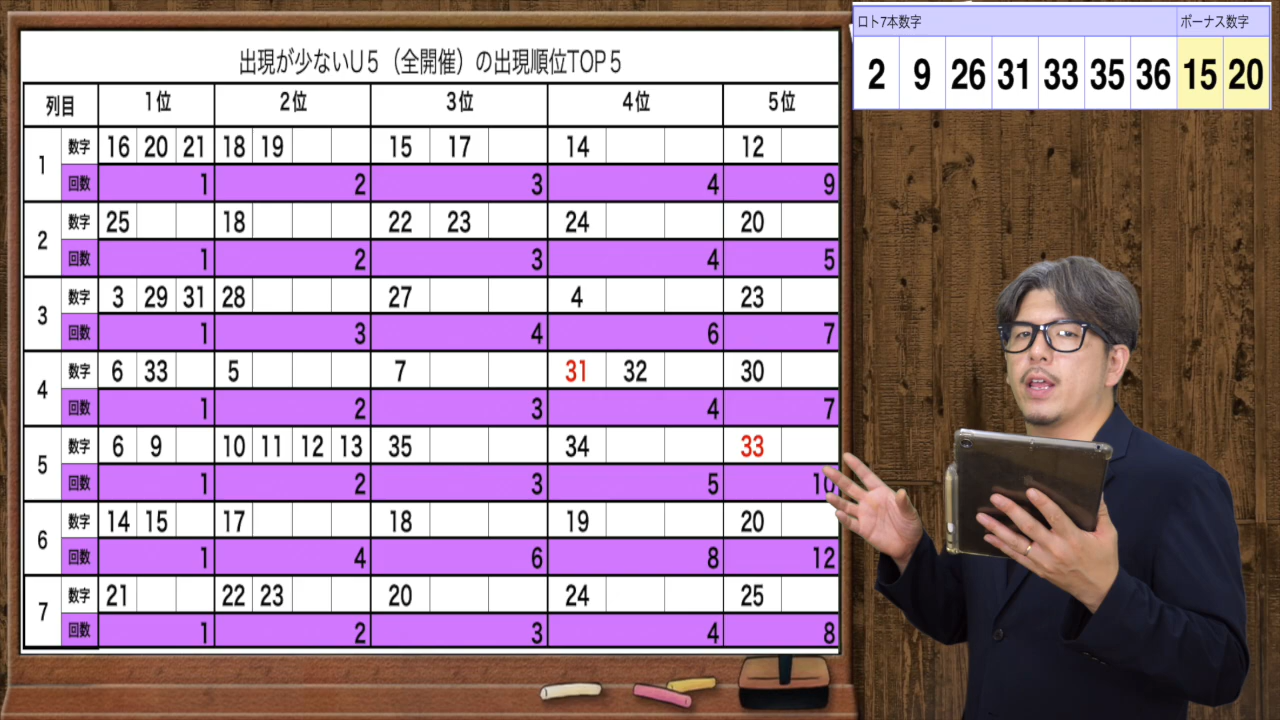 出現が少ないU5（全開催）の出現順位TOP5
列目 1位 2位 3位 4位 5位
1 数字 16 20 21 18 19 15 17 14 12
回数 1 2 3 4 9
2 数字 25 18 22 23 24 20
回数 1 2 3 4 5
3 数字 3 29 31 28 27 4 23
回数 1 3 4 6 7
4 数字 6 33 5 7 31 32 30
回数 1 2 3 4 7
5 数字 6 9 10 11 12 13 35 34 33
回数 1 2 3 5 10
6 数字 14 15 17 18 19 20
回数 1 4 6 8 12
7 数字 21 22 23 20 24 25
回数 1 2 3 4 8
ロト7本数字 ボーナス数字
2 9 26 31 33 35 36 15 20